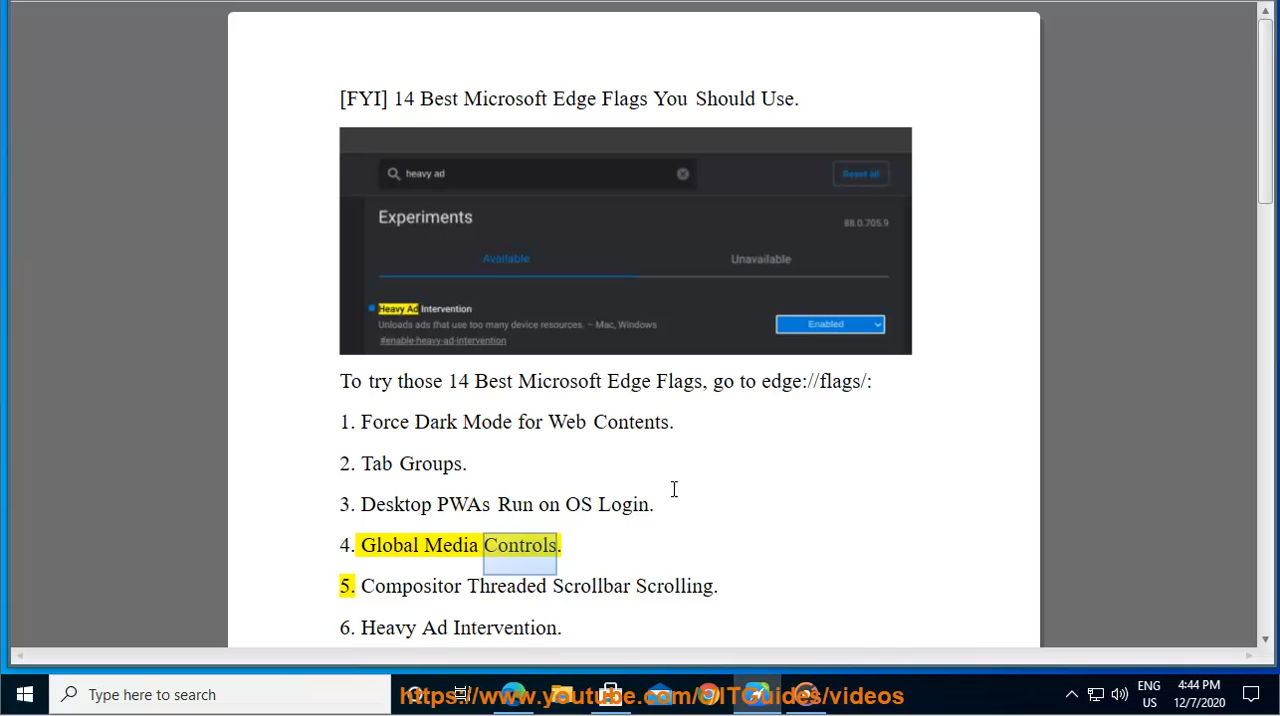 [FYI] 14 Best Microsoft Edge Flags You Should Use.
heavy ad
Reset all
Experiments
88.0.705.9
Available
Unavailable
Heavy Ad Intervention
Unloads ads that use too many device resources. – Mac, Windows
Enabled
#enable-heavy-ad-intervention
To try those 14 Best Microsoft Edge Flags, go to edge://flags/:
1. Force Dark Mode for Web Contents.
2. Tab Groups.
3. Desktop PWAs Run on OS Login.
4. Global Media Controls.
5. Compositor Threaded Scrollbar Scrolling.
6. Heavy Ad Intervention.
Type here to search
https://www.youtube.com/c/ITGuides/videos
ENG
US
4:44 PM
12/7/2020